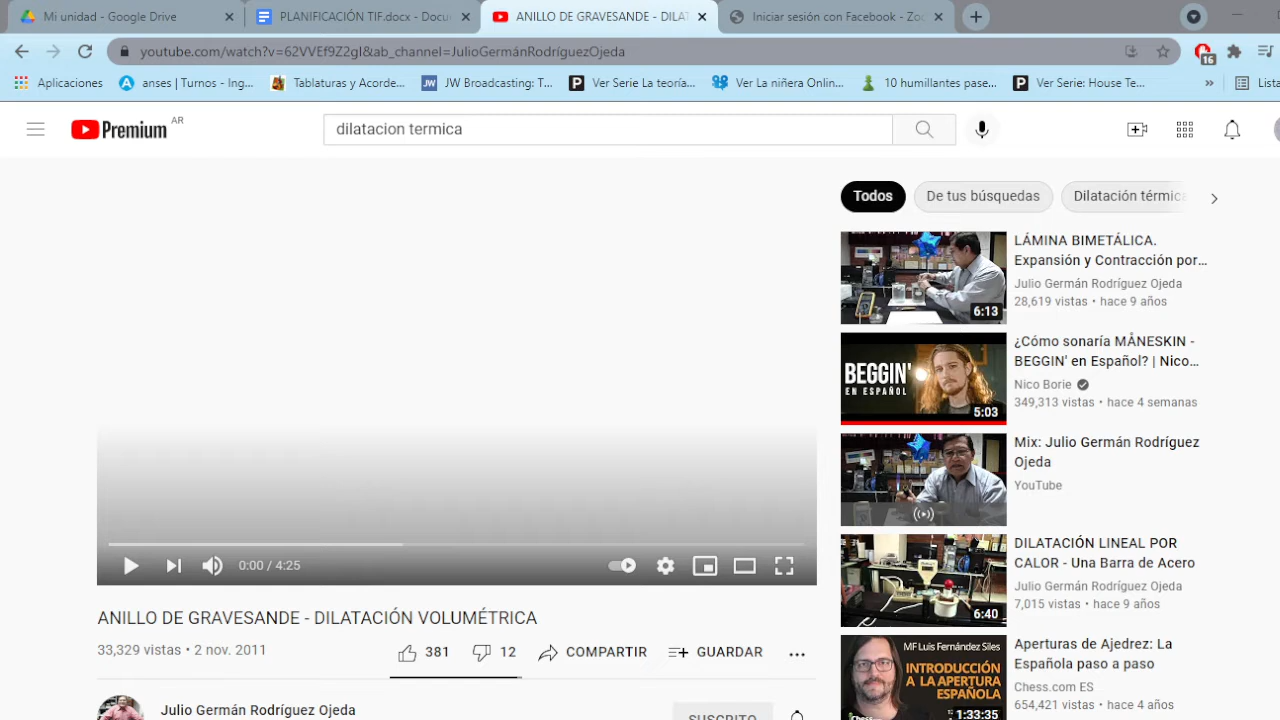 Mi unidad - Google Drive
PLANIFICACIÓN TIF.docx - Docu
ANILLO DE GRAVESANDE - DILAT
Iniciar sesión con Facebook - Zoo
youtube.com/watch?v=62VVEf9Z2gI&ab_channel=JulioGermánRodríguezOjeda
16
Aplicaciones
anses | Turnos - Ing...
Tablaturas y Acorde...
JW Broadcasting: T...
Ver Serie La teoría...
Ver La niñera Onlin...
10 humillantes pase...
Ver Serie: House Te...
»
Lista
Premium AR
dilatacion termica
Todos
De tus búsquedas
Dilatación térmica
LÁMINA BIMETÁLICA.
Expansión y Contracción por...
Julio Germán Rodríguez Ojeda
28,619 vistas • hace 9 años
6:13
¿Cómo sonaría MÅNESKIN -
BEGGIN' en Español? | Nico...
Nico Borie
349,313 vistas • hace 4 semanas
BEGGIN'
EN ESPAÑOL
5:03
Mix: Julio Germán Rodríguez
Ojeda
YouTube
DILATACIÓN LINEAL POR
CALOR - Una Barra de Acero
Julio Germán Rodríguez Ojeda
7,015 vistas • hace 9 años
6:40
Aperturas de Ajedrez: La
Española paso a paso
Chess.com ES
654,421 vistas • hace 4 años
MF Luis Fernández Siles
INTRODUCCIÓN
A LA APERTURA
ESPAÑOLA
Chess.com ES
1:33:35
0:00 / 4:25
ANILLO DE GRAVESANDE - DILATACIÓN VOLUMÉTRICA
33,329 vistas • 2 nov. 2011
381
12
COMPARTIR
GUARDAR
Julio Germán Rodríguez Ojeda
SUSCRITO